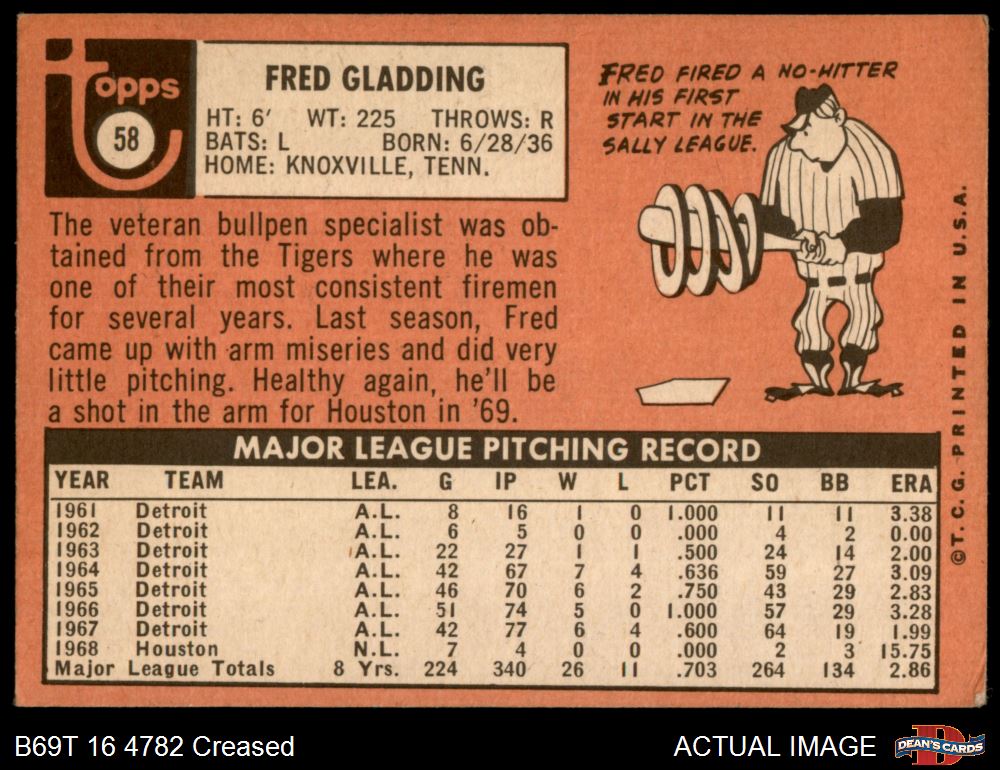 topps
58
FRED GLADDING
HT: 6' WT: 225 THROWS: R
BATS: L BORN: 6/28/36
HOME: KNOXVILLE, TENN.
FRED FIRED A NO-HITTER
IN HIS FIRST
START IN THE
SALLY LEAGUE.
The veteran bullpen specialist was ob-
tained from the Tigers where he was
one of their most consistent firemen
for several years. Last season, Fred
came up with arm miseries and did very
little pitching. Healthy again, he'll be
a shot in the arm for Houston in '69.
MAJOR LEAGUE PITCHING RECORD
YEAR TEAM LEA. G IP W L PCT SO BB ERA
1961 Detroit A.L. 8 16 1 0 1.000 11 11 3.38
1962 Detroit A.L. 6 5 0 0 .000 4 2 0.00
1963 Detroit A.L. 22 27 1 1 .500 24 14 2.00
1964 Detroit A.L. 42 67 7 4 .636 59 27 3.09
1965 Detroit A.L. 46 70 6 2 .750 43 29 2.83
1966 Detroit A.L. 51 74 5 0 1.000 57 29 3.28
1967 Detroit A.L. 42 77 6 4 .600 64 19 1.99
1968 Houston N.L. 7 4 0 0 .000 2 3 15.75
Major League Totals 8 Yrs. 224 340 26 11 .703 264 134 2.86
©T. C. G. PRINTED IN U.S.A.
B69T 16 4782 Creased
ACTUAL IMAGE
D
DEAN'S CARDS